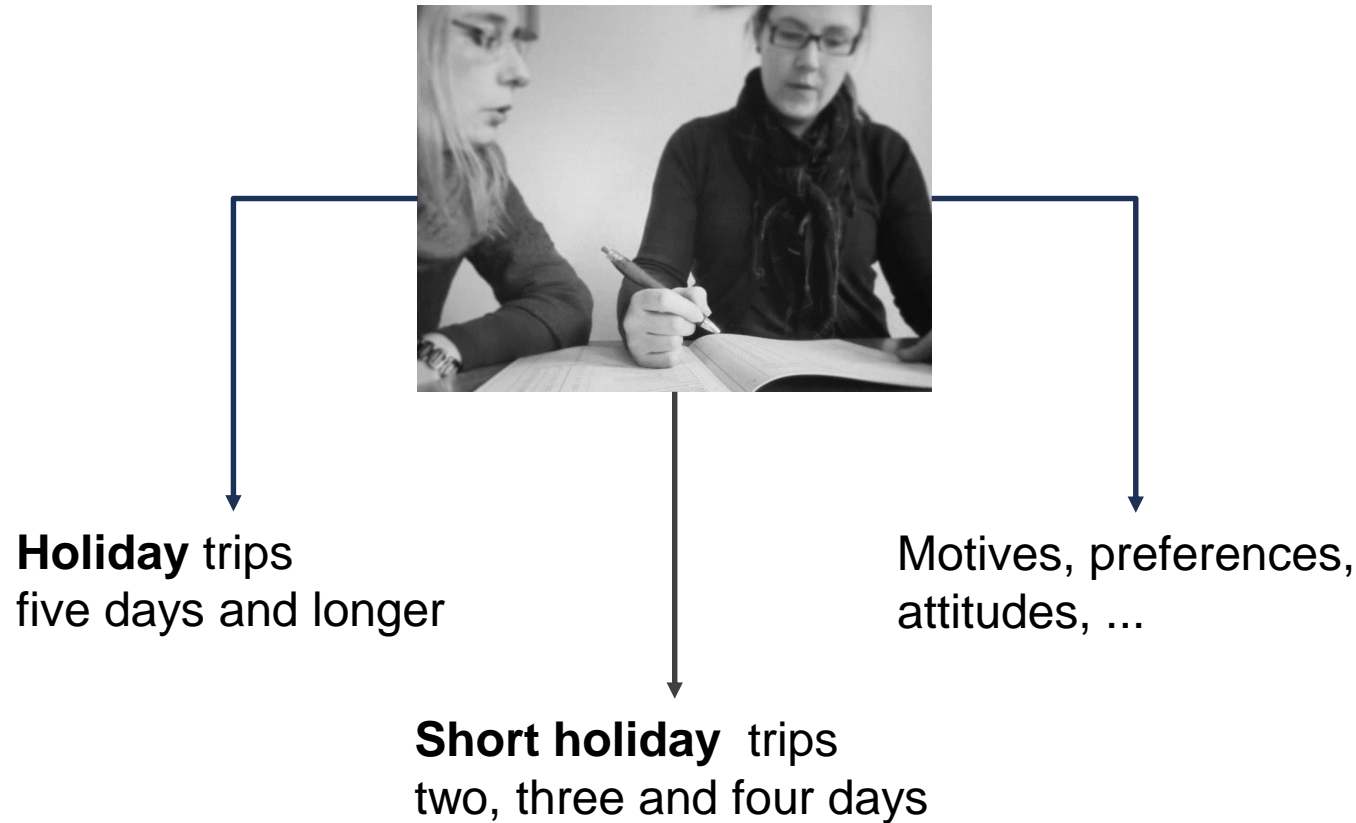 Holiday trips
five days and longer
Motives, preferences,
attitudes, ...
Short holiday  trips
two, three and four days